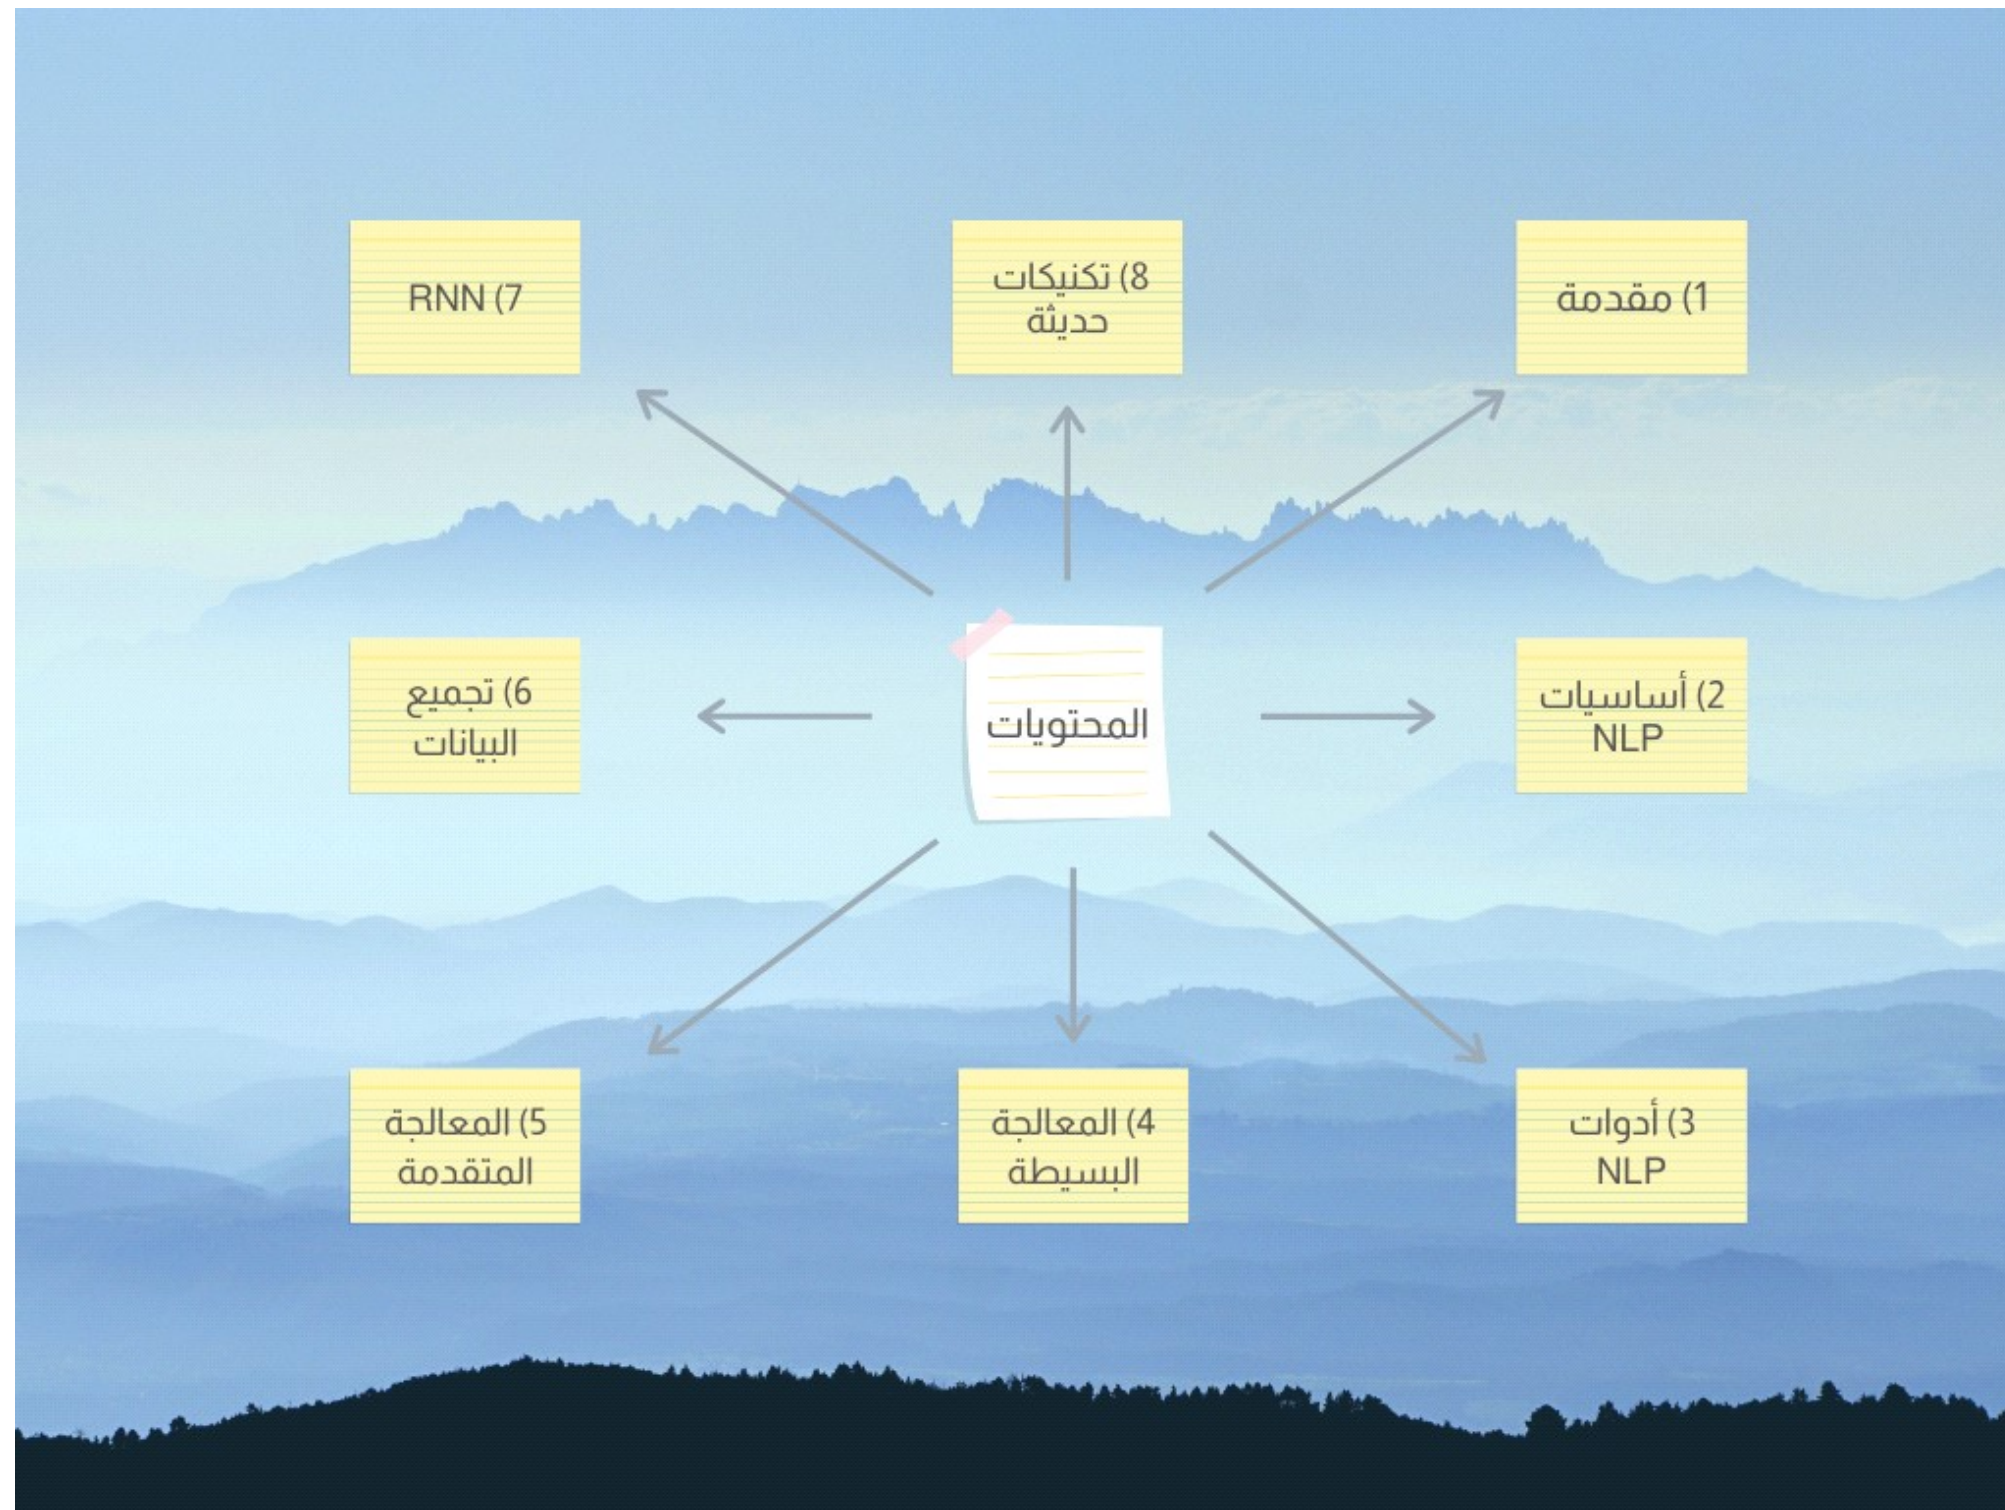 المحتويات
1) مقدمة
2) أساسيات
NLP
3) أدوات
NLP
4) المعالجة
البسيطة
5) المعالجة
المتقدمة
6) تجميع
البيانات
7) RNN
8) تكنيكات
حديثة